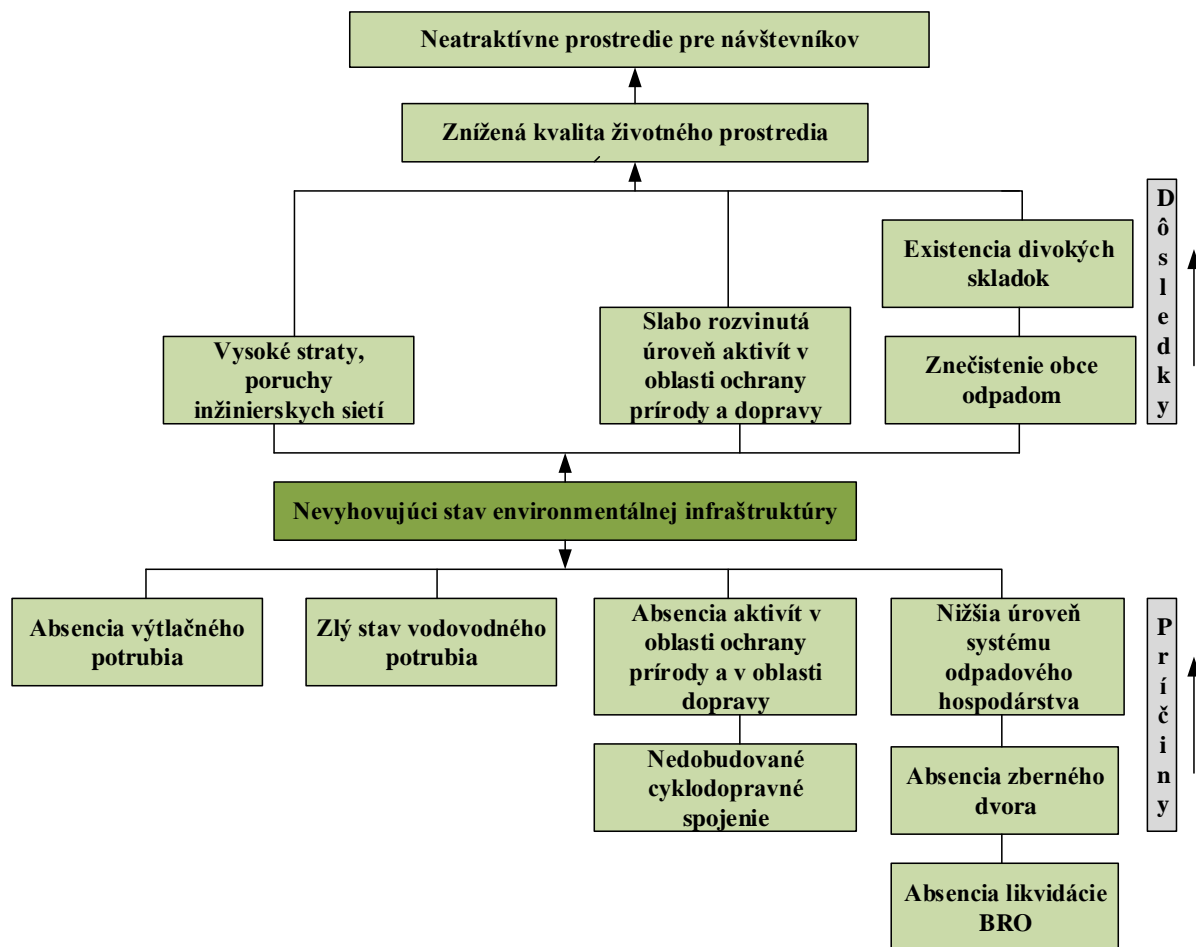 Neatraktívne prostredie pre návštevníkov
Znížená kvalita životného prostredia
Existencia divokých
skladok
Vysoké straty,
poruchy
inžinierskych sietí
Slabo rozvinutá
úroveň aktivít v
oblasti ochrany
prírody a dopravy
Znečistenie obce
odpadom
Dôsledky
Nevyhovujúci stav environmentálnej infraštruktúry
Absencia výtlačného
potrubia
Zlý stav vodovodného
potrubia
Absencia aktivít v
oblasti ochrany
prírody a v oblasti
dopravy
Nižšia úroveň
systému
odpadového
hospodárstva
Nedobudované
cyklodopravné
spojenie
Absencia zberného
dvora
Absencia likvidácie
BRO
Príčiny